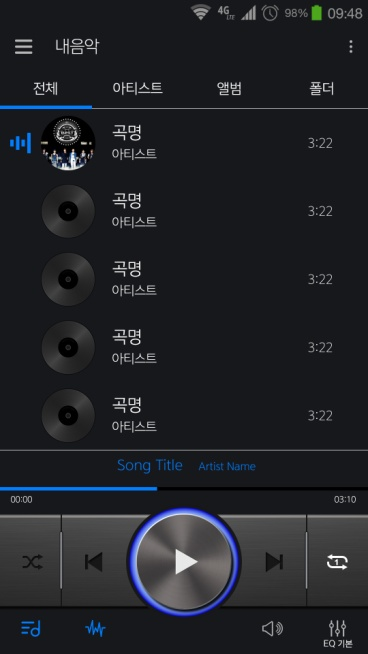 4G LTE 98% 09:48
내음악
전체 아티스트 앨범 폴더
곡명 3:22
아티스트
곡명 3:22
아티스트
곡명 3:22
아티스트
곡명 3:22
아티스트
곡명 3:22
아티스트
Song Title Artist Name
00:00 03:10
1
EQ 기본